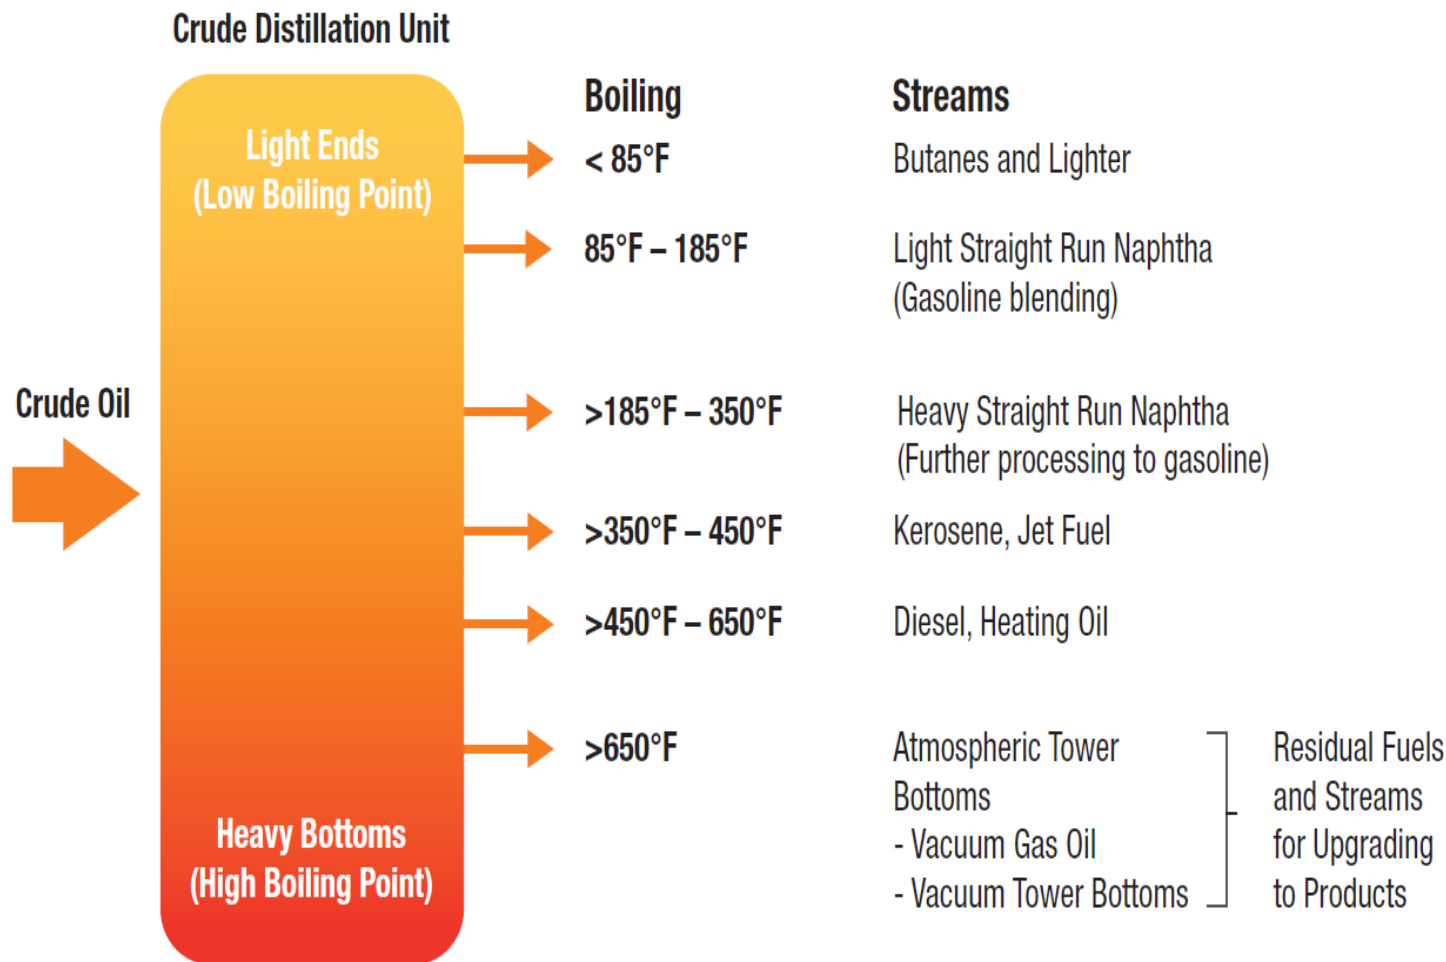 Crude Distillation Unit
Boiling
Streams
Light Ends
(Low Boiling Point)
< 85°F
Butanes and Lighter
85°F – 185°F
Light Straight Run Naphtha
(Gasoline blending)
Crude Oil
>185°F – 350°F
Heavy Straight Run Naphtha
(Further processing to gasoline)
>350°F – 450°F
Kerosene, Jet Fuel
>450°F – 650°F
Diesel, Heating Oil
>650°F
Atmospheric Tower
Bottoms
- Vacuum Gas Oil
- Vacuum Tower Bottoms
Residual Fuels
and Streams
for Upgrading
to Products
Heavy Bottoms
(High Boiling Point)